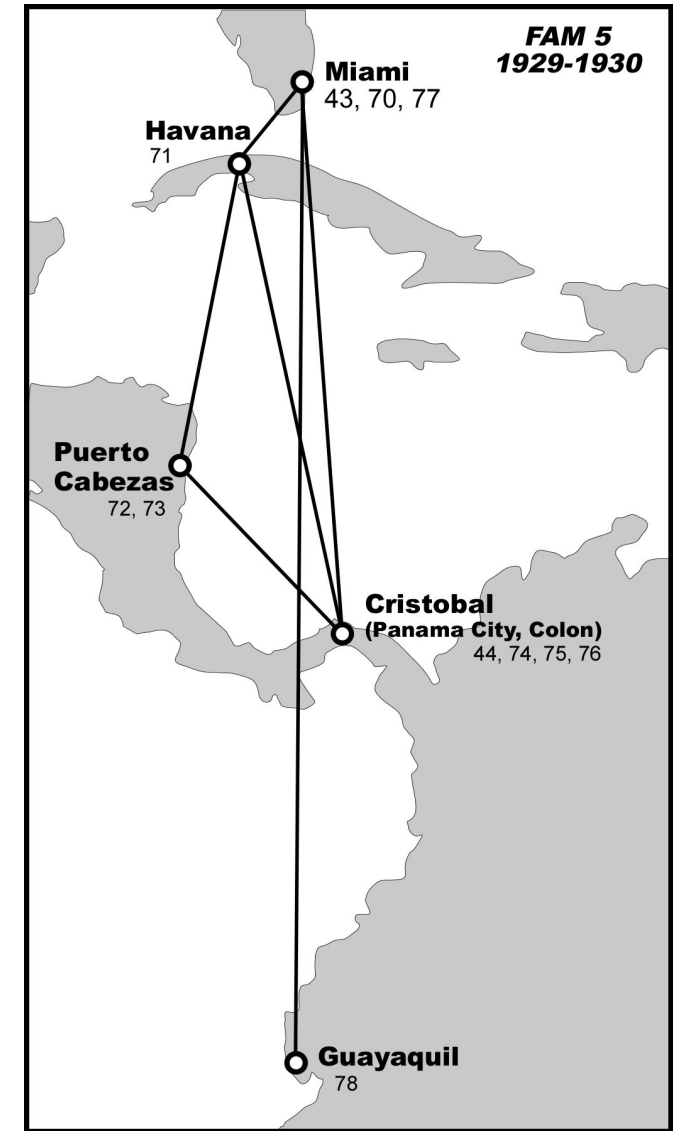 FAM 5
1929-1930
Miami
43, 70, 77
Havana
71
Puerto
Cabezas
72, 73
Cristobal
(Panama City, Colon)
44, 74, 75, 76
Guayaquil
78